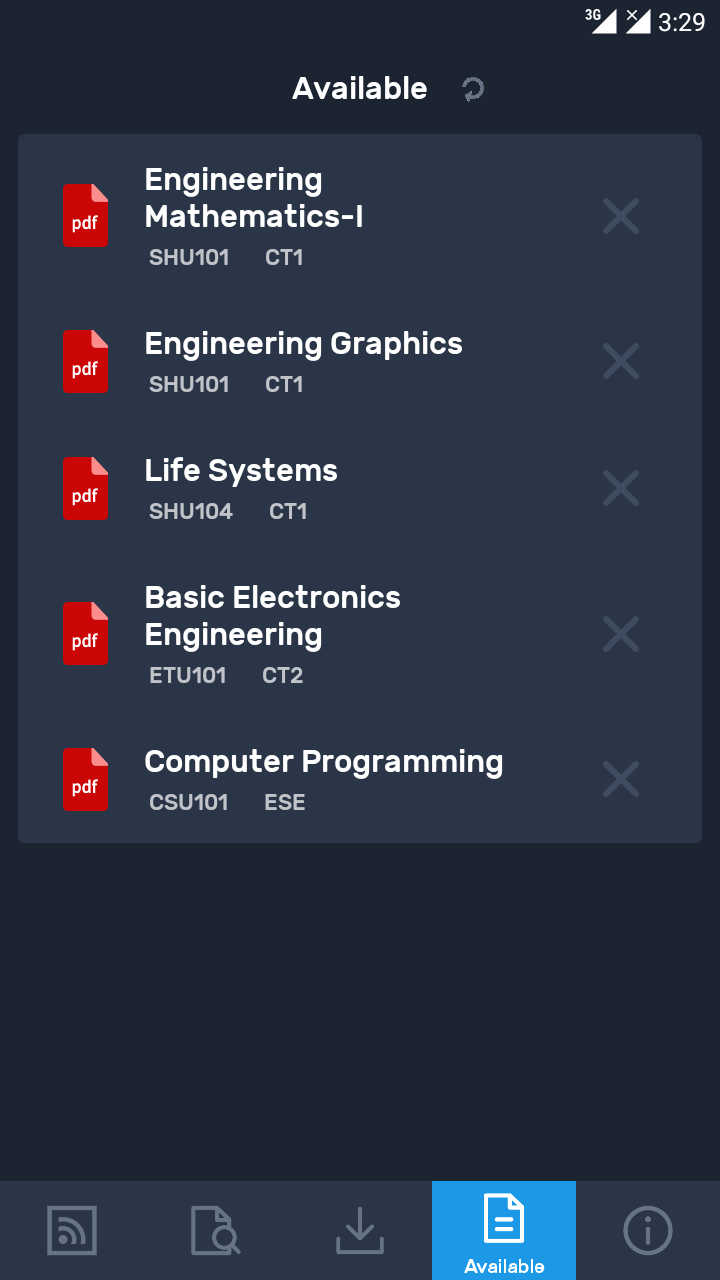 3G 3:29
Available
Engineering
Mathematics-I
pdf
SHU101 CT1
Engineering Graphics
pdf
SHU101 CT1
Life Systems
pdf
SHU104 CT1
Basic Electronics
Engineering
pdf
ETU101 CT2
Computer Programming
pdf
CSU101 ESE
Available